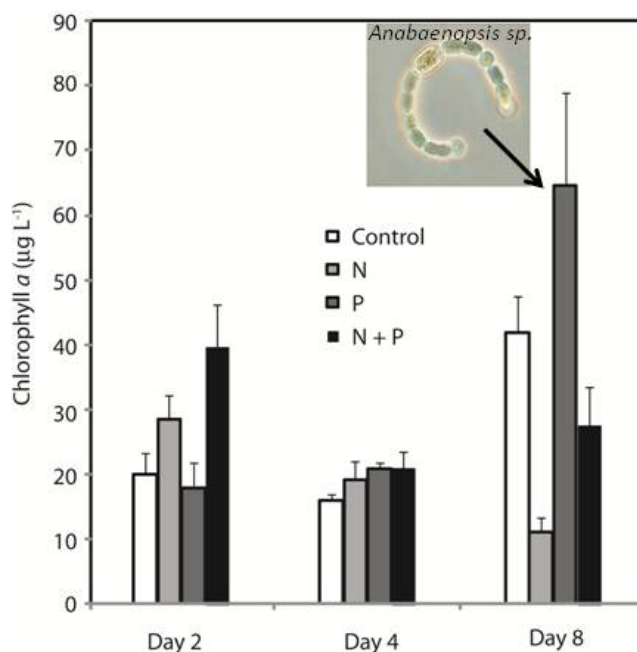 Anabaenopsis sp.
Chlorophyll a (µg L⁻¹)
90
80
70
60
50
40
30
20
10
0
Control
N
P
N + P
Day 2
Day 4
Day 8